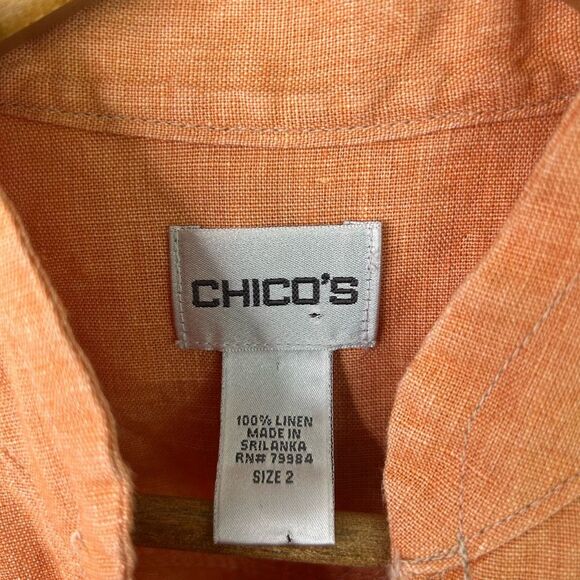 CHICO'S
100% LINEN
MADE IN
SRILANKA
RN# 79984
SIZE 2